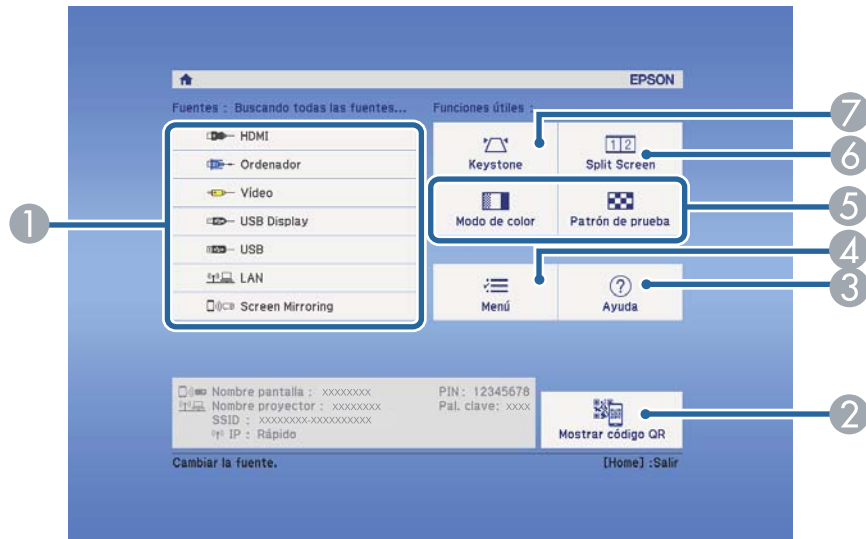 EPSON
Fuentes : Buscando todas las fuentes...
Funciones útiles :
HDMI
Ordenador
Vídeo
USB Display
USB
LAN
Screen Mirroring
Keystone
1 2
Split Screen
Modo de color
Patrón de prueba
Menú
?
Ayuda
Nombre pantalla : xxxxxxxx
PIN : 12345678
Nombre proyector : xxxxxxxx
Pal. clave: xxxx
SSID : xxxxxxxx-xxxxxxxxxx
IP : Rápido
Mostrar código QR
Cambiar la fuente.
[Home] :Salir
1
7
6
5
4
3
2